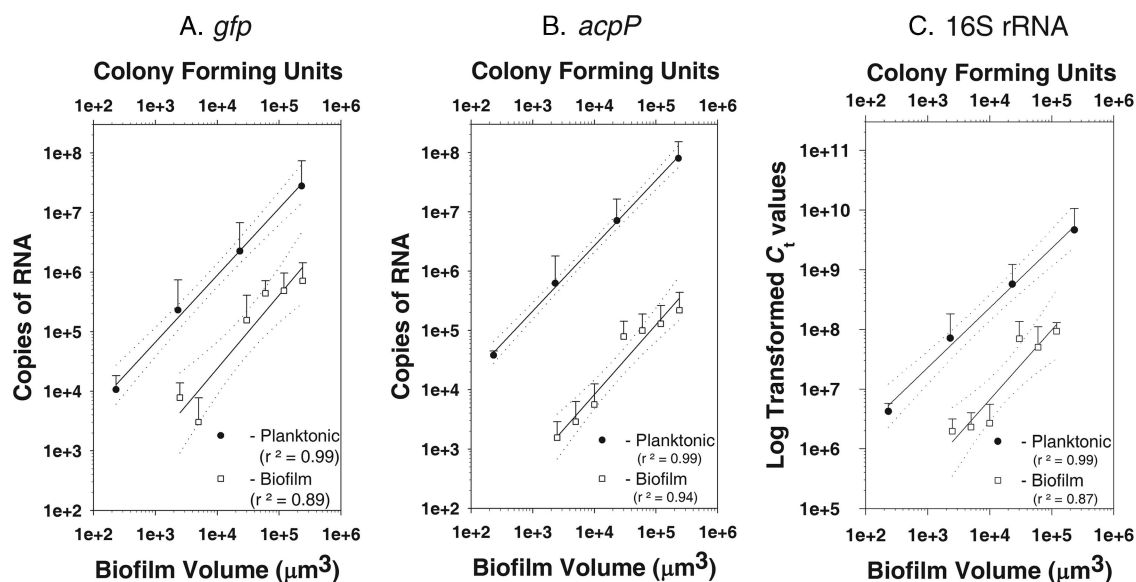 A. gfp
Colony Forming Units
1e+2 1e+3 1e+4 1e+5 1e+6
Copies of RNA
1e+8
1e+7
1e+6
1e+5
1e+4
1e+3
1e+2
- Planktonic
(r ² = 0.99)
- Biofilm
(r ² = 0.89)
1e+2 1e+3 1e+4 1e+5 1e+6
Biofilm Volume (μm³)
B. acpP
Colony Forming Units
1e+2 1e+3 1e+4 1e+5 1e+6
Copies of RNA
1e+8
1e+7
1e+6
1e+5
1e+4
1e+3
1e+2
- Planktonic
(r ² = 0.99)
- Biofilm
(r ² = 0.94)
1e+2 1e+3 1e+4 1e+5 1e+6
Biofilm Volume (μm³)
C. 16S rRNA
Colony Forming Units
1e+2 1e+3 1e+4 1e+5 1e+6
Log Transformed Ct values
1e+11
1e+10
1e+9
1e+8
1e+7
1e+6
1e+5
- Planktonic
(r ² = 0.99)
- Biofilm
(r ² = 0.87)
1e+2 1e+3 1e+4 1e+5 1e+6
Biofilm Volume (μm³)